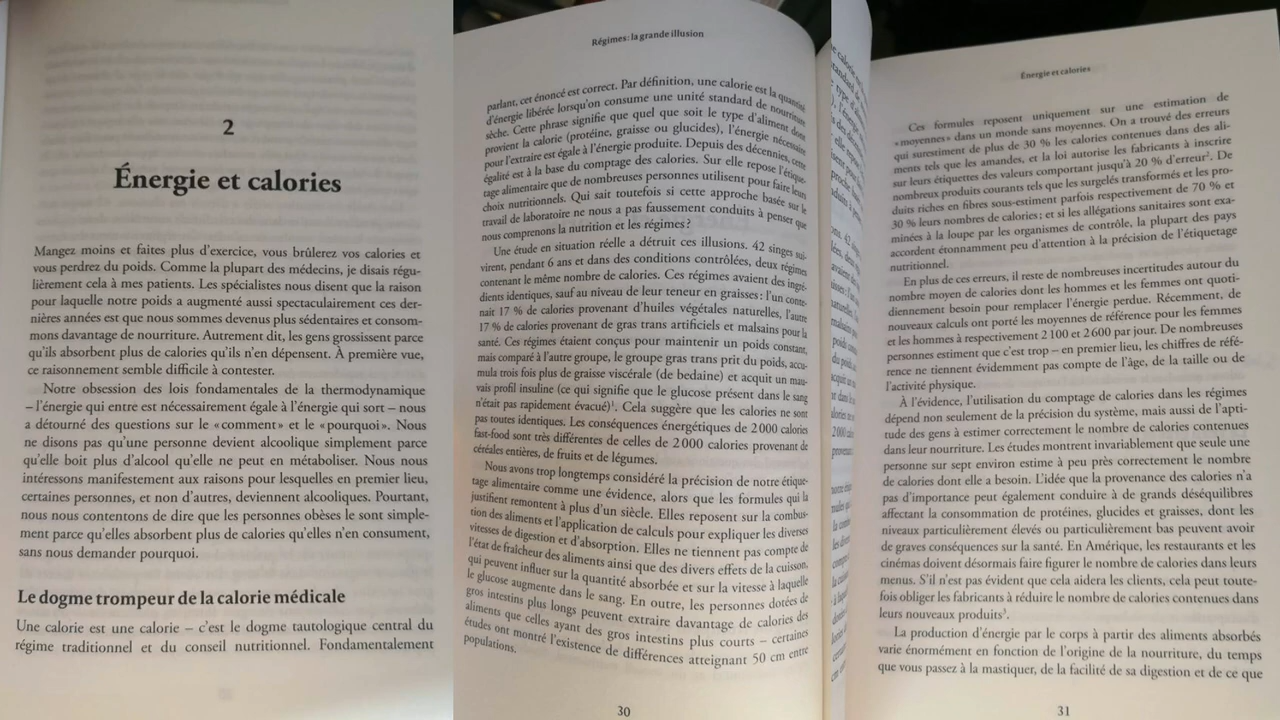 2
Énergie et calories
Mangez moins et faites plus d'exercice, vous brûlerez vos calories et
vous perdrez du poids. Comme la plupart des médecins, je disais régu-
lièrement cela à mes patients. Les spécialistes nous disent que la raison
pour laquelle notre poids a augmenté aussi spectaculairement ces der-
nières années est que nous sommes devenus plus sédentaires et consom-
mons davantage de nourriture. Autrement dit, les gens grossissent parce
qu'ils absorbent plus de calories qu'ils n'en dépensent. À première vue,
ce raisonnement semble difficile à contester.
Notre obsession des lois fondamentales de la thermodynamique
– l'énergie qui entre est nécessairement égale à l'énergie qui sort – nous
a détourné des questions sur le «comment» et le «pourquoi». Nous
ne disons pas qu'une personne devient alcoolique simplement parce
qu'elle boit plus d'alcool qu'elle ne peut en métaboliser. Nous nous
intéressons manifestement aux raisons pour lesquelles en premier lieu,
certaines personnes, et non d'autres, deviennent alcooliques. Pourtant,
nous nous contentons de dire que les personnes obèses le sont simple-
ment parce qu'elles absorbent plus de calories qu'elles n'en consument,
sans nous demander pourquoi.
Le dogme trompeur de la calorie médicale
Une calorie est une calorie – c'est le dogme tautologique central du
régime traditionnel et du conseil nutritionnel. Fondamentalement
Régimes: la grande illusion
parlant, cet énoncé est correct. Par définition, une calorie est la quantité
d'énergie libérée lorsqu'on consume une unité standard de nourriture
sèche. Cette phrase signifie que quel que soit le type d'aliment dont
provient la calorie (protéine, graisse ou glucides), l'énergie nécessaire
pour l'extraire est égale à l'énergie produite. Depuis des décennies, cette
égalité est à la base du comptage des calories. Sur elle repose l'étique-
tage alimentaire que de nombreuses personnes utilisent pour faire leurs
choix nutritionnels. Qui sait toutefois si cette approche basée sur le
travail de laboratoire ne nous a pas faussement conduits à penser que
nous comprenons la nutrition et les régimes?
Une étude en situation réelle a détruit ces illusions. 42 singes sui-
virent, pendant 6 ans et dans des conditions contrôlées, deux régimes
contenant le même nombre de calories. Ces régimes avaient des ingré-
dients identiques, sauf au niveau de leur teneur en graisses: l'un conte-
nait 17 % de calories provenant d'huiles végétales naturelles, l'autre
17 % de calories provenant de gras trans artificiels et malsains pour la
santé. Ces régimes étaient conçus pour maintenir un poids constant,
mais comparé à l'autre groupe, le groupe gras trans prit du poids, accu-
mula trois fois plus de graisse viscérale (de bedaine) et acquit un mau-
vais profil insuline (ce qui signifie que le glucose présent dans le sang
n'était pas rapidement évacué)¹. Cela suggère que les calories ne sont
pas toutes identiques. Les conséquences énergétiques de 2000 calories
fast-food sont très différentes de celles de 2000 calories provenant de
céréales entières, de fruits et de légumes.
Nous avons trop longtemps considéré la précision de notre étique-
tage alimentaire comme une évidence, alors que les formules qui la
justifient remontent à plus d'un siècle. Elles reposent sur la combus-
tion des aliments et l'application de calculs pour expliquer les diverses
vitesses de digestion et d'absorption. Elles ne tiennent pas compte de
l'état de fraîcheur des aliments ainsi que des divers effets de la cuisson,
qui peuvent influer sur la quantité absorbée et sur la vitesse à laquelle
le glucose augmente dans le sang. En outre, les personnes dotées de
gros intestins plus longs peuvent extraire davantage de calories des
aliments que celles ayant des gros intestins plus courts – certaines
études ont montré l'existence de différences atteignant 50 cm entre
populations.
30
Énergie et calories
Ces formules reposent uniquement sur une estimation de
«moyennes» dans un monde sans moyennes. On a trouvé des erreurs
qui surestiment de plus de 30 % les calories contenues dans des ali-
ments tels que les amandes, et la loi autorise les fabricants à inscrire
sur leurs étiquettes des valeurs comportant jusqu'à 20 % d'erreur². De
nombreux produits courants tels que les surgelés transformés et les pro-
duits riches en fibres sous-estiment parfois respectivement de 70 % et
30 % leurs nombres de calories; et si les allégations sanitaires sont exa-
minées à la loupe par les organismes de contrôle, la plupart des pays
accordent étonnamment peu d'attention à la précision de l'étiquetage
nutritionnel.
En plus de ces erreurs, il reste de nombreuses incertitudes autour du
nombre moyen de calories dont les hommes et les femmes ont quoti-
diennement besoin pour remplacer l'énergie perdue. Récemment, de
nouveaux calculs ont porté les moyennes de référence pour les femmes
et les hommes à respectivement 2100 et 2600 par jour. De nombreuses
personnes estiment que c'est trop – en premier lieu, les chiffres de réfé-
rence ne tiennent évidemment pas compte de l'âge, de la taille ou de
l'activité physique.
À l'évidence, l'utilisation du comptage de calories dans les régimes
dépend non seulement de la précision du système, mais aussi de l'apti-
tude des gens à estimer correctement le nombre de calories contenues
dans leur nourriture. Les études montrent invariablement que seule une
personne sur sept environ estime à peu près correctement le nombre
de calories dont elle a besoin. L'idée que la provenance des calories n'a
pas d'importance peut également conduire à de grands déséquilibres
affectant la consommation de protéines, glucides et graisses, dont les
niveaux particulièrement élevés ou particulièrement bas peuvent avoir
de graves conséquences sur la santé. En Amérique, les restaurants et les
cinémas doivent désormais faire figurer le nombre de calories dans leurs
menus. S'il n'est pas évident que cela aidera les clients, cela peut toute-
fois obliger les fabricants à réduire le nombre de calories contenues dans
leurs nouveaux produits³.
La production d'énergie par le corps à partir des aliments absorbés
varie énormément en fonction de l'origine de la nourriture, du temps
que vous passez à la mastiquer, de la facilité de sa digestion et de ce que
31